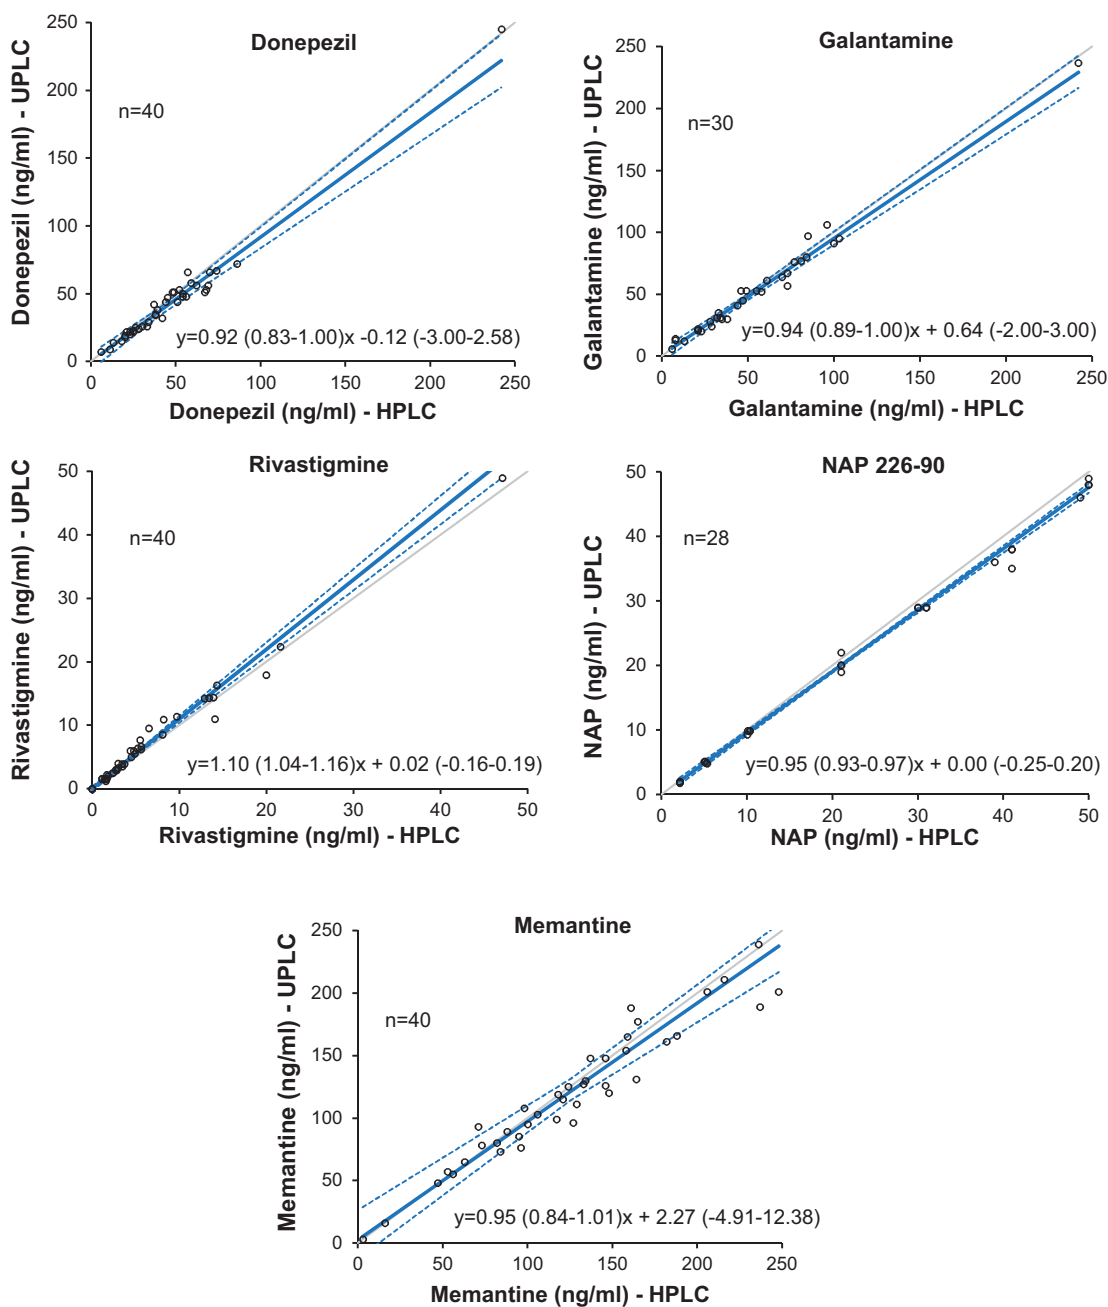 Donepezil
Donepezil (ng/ml) - UPLC
250
200
150
100
50
0
n=40
y=0.92 (0.83-1.00)x -0.12 (-3.00-2.58)
0 50 100 150 200 250
Donepezil (ng/ml) - HPLC
Galantamine
Galantamine (ng/ml) - UPLC
250
200
150
100
50
0
n=30
y=0.94 (0.89-1.00)x + 0.64 (-2.00-3.00)
0 50 100 150 200 250
Galantamine (ng/ml) - HPLC
Rivastigmine
Rivastigmine (ng/ml) - UPLC
50
40
30
20
10
0
n=40
y=1.10 (1.04-1.16)x + 0.02 (-0.16-0.19)
0 10 20 30 40 50
Rivastigmine (ng/ml) - HPLC
NAP 226-90
NAP (ng/ml) - UPLC
50
40
30
20
10
0
n=28
y=0.95 (0.93-0.97)x + 0.00 (-0.25-0.20)
0 10 20 30 40 50
NAP (ng/ml) - HPLC
Memantine
Memantine (ng/ml) - UPLC
250
200
150
100
50
0
n=40
y=0.95 (0.84-1.01)x + 2.27 (-4.91-12.38)
0 50 100 150 200 250
Memantine (ng/ml) - HPLC